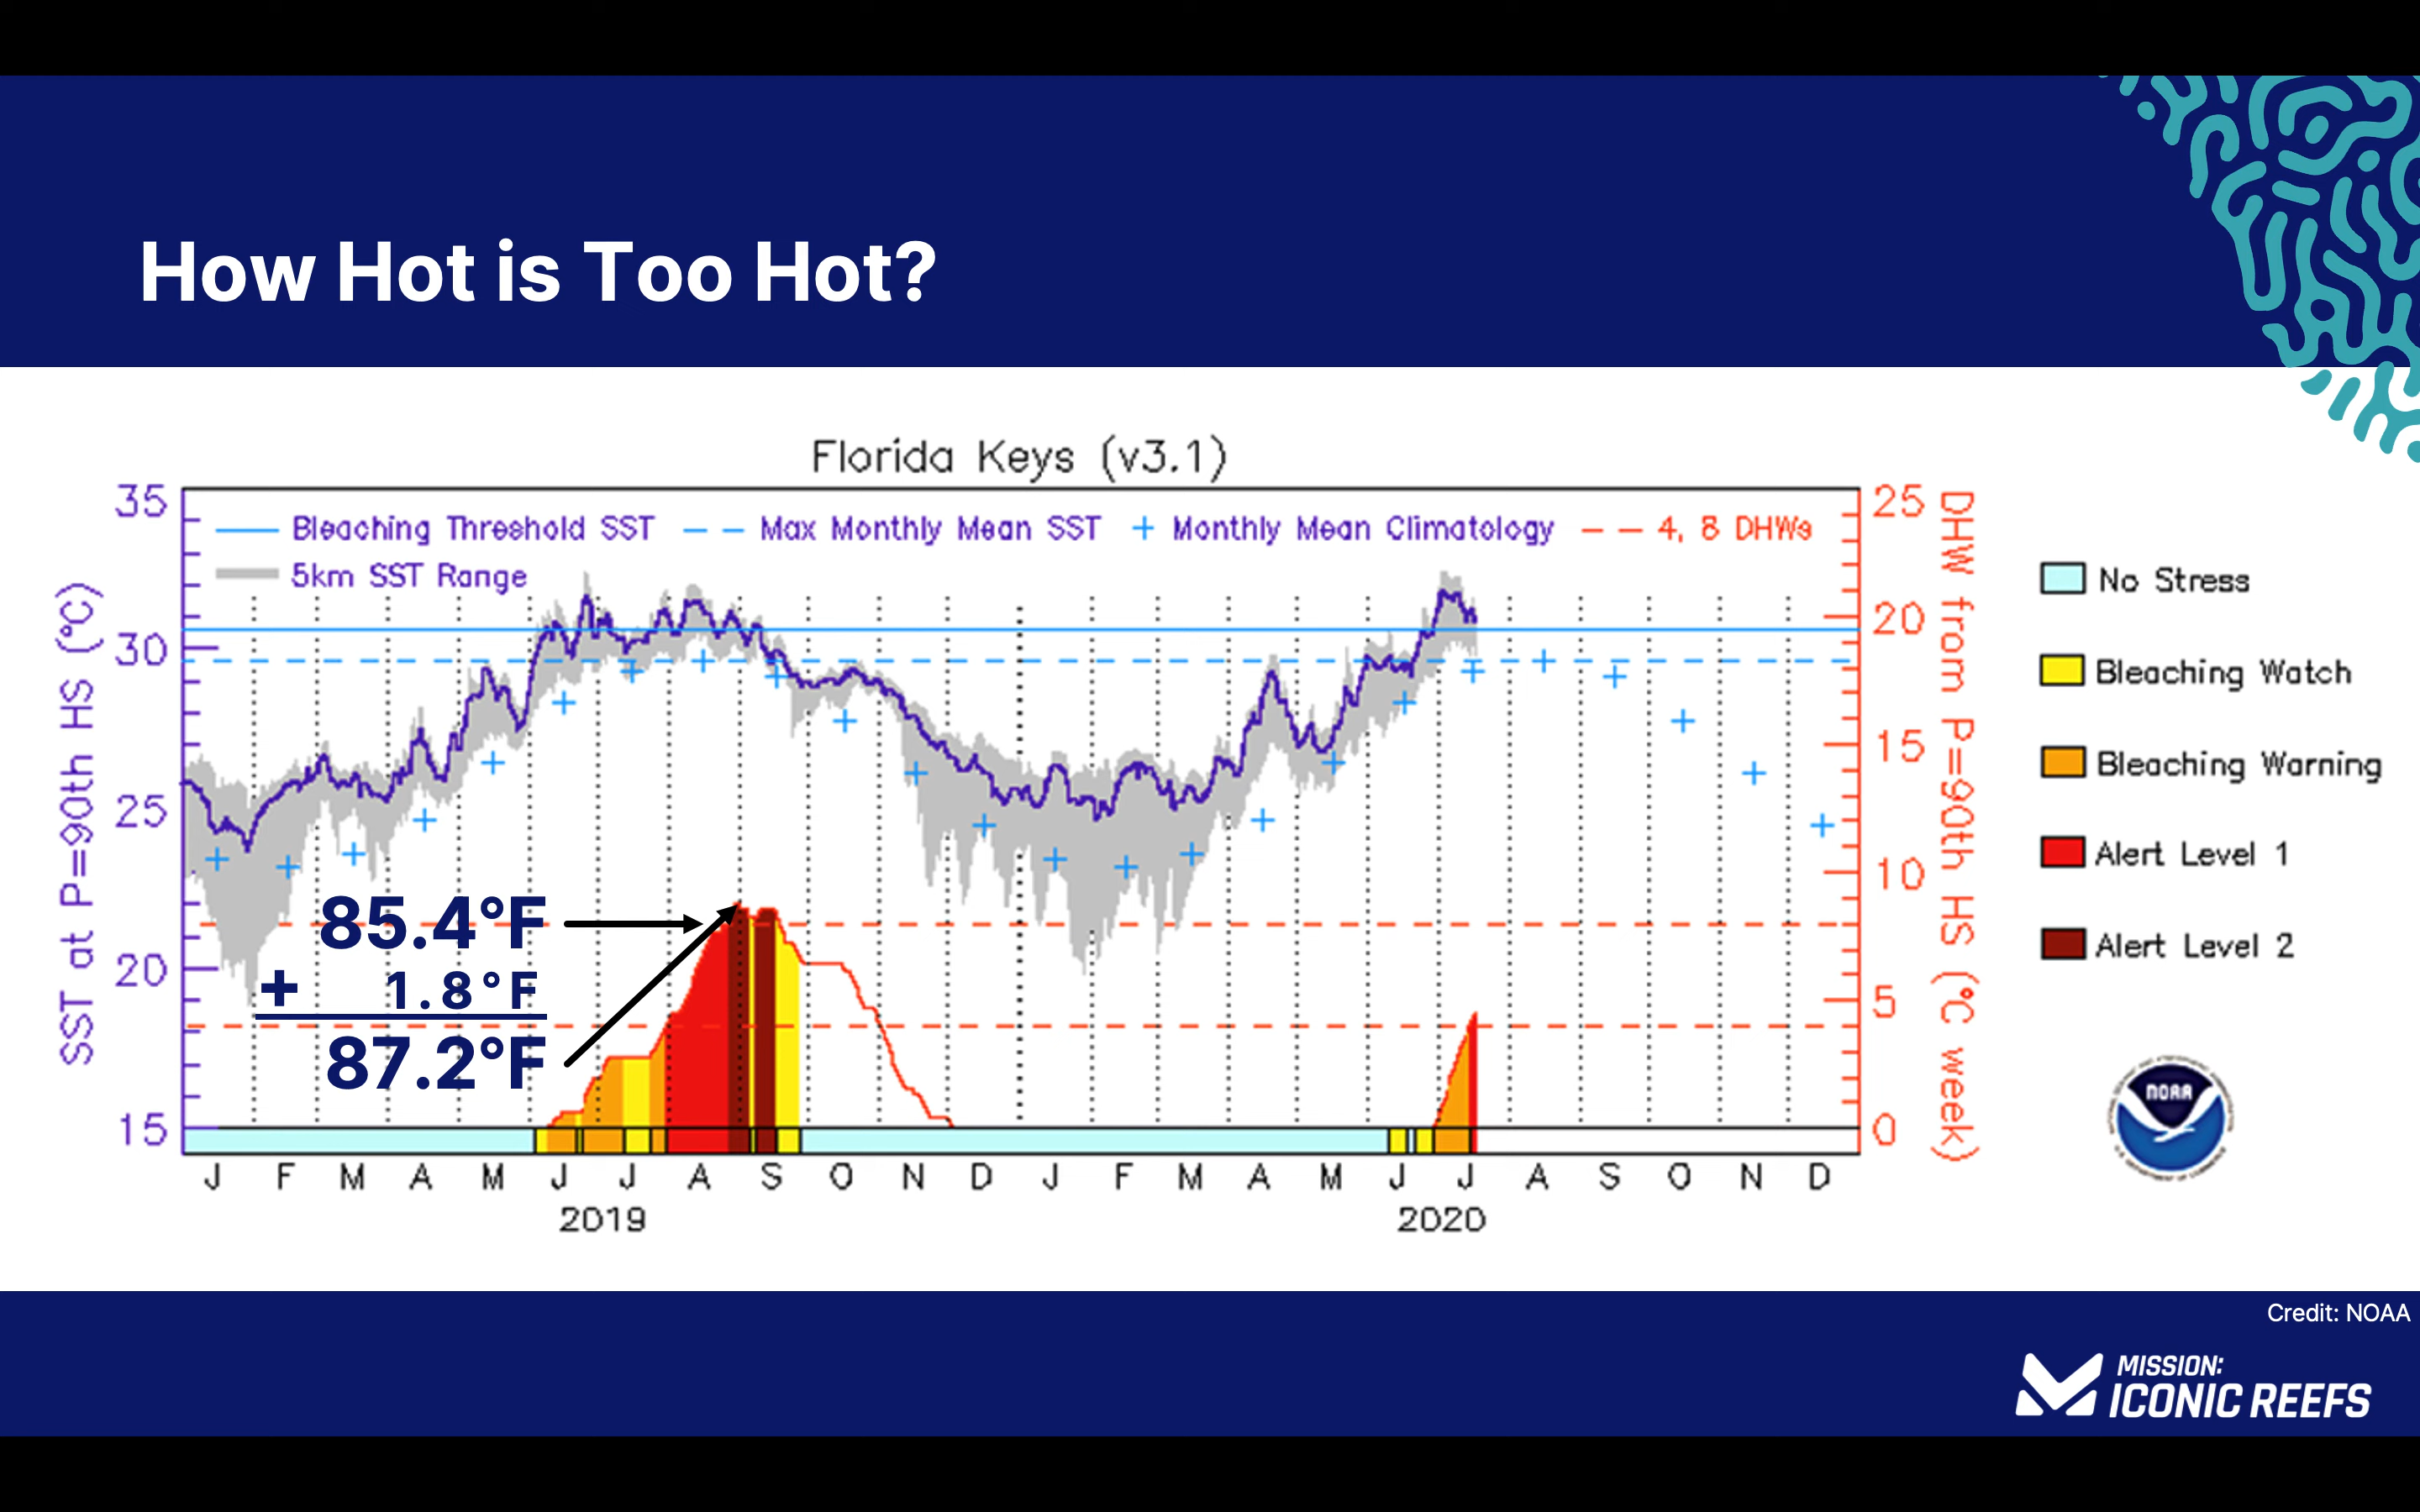 How Hot is Too Hot?
Florida Keys (v3.1)
Bleaching Threshold SST
Max Monthly Mean SST
Monthly Mean Climatology
4, 8 DHWs
5km SST Range
SST at P=90th HS (°C)
35
30
25
20
15
85.4°F
+ 1.8°F
87.2°F
25
20
15
10
5
0
DHW from P=90th HS (°C week)
J F M A M J J A S O N D J F M A M J J A S O N D
2019 2020
No Stress
Bleaching Watch
Bleaching Warning
Alert Level 1
Alert Level 2
NOAA
Credit: NOAA
MISSION:
ICONIC REEFS